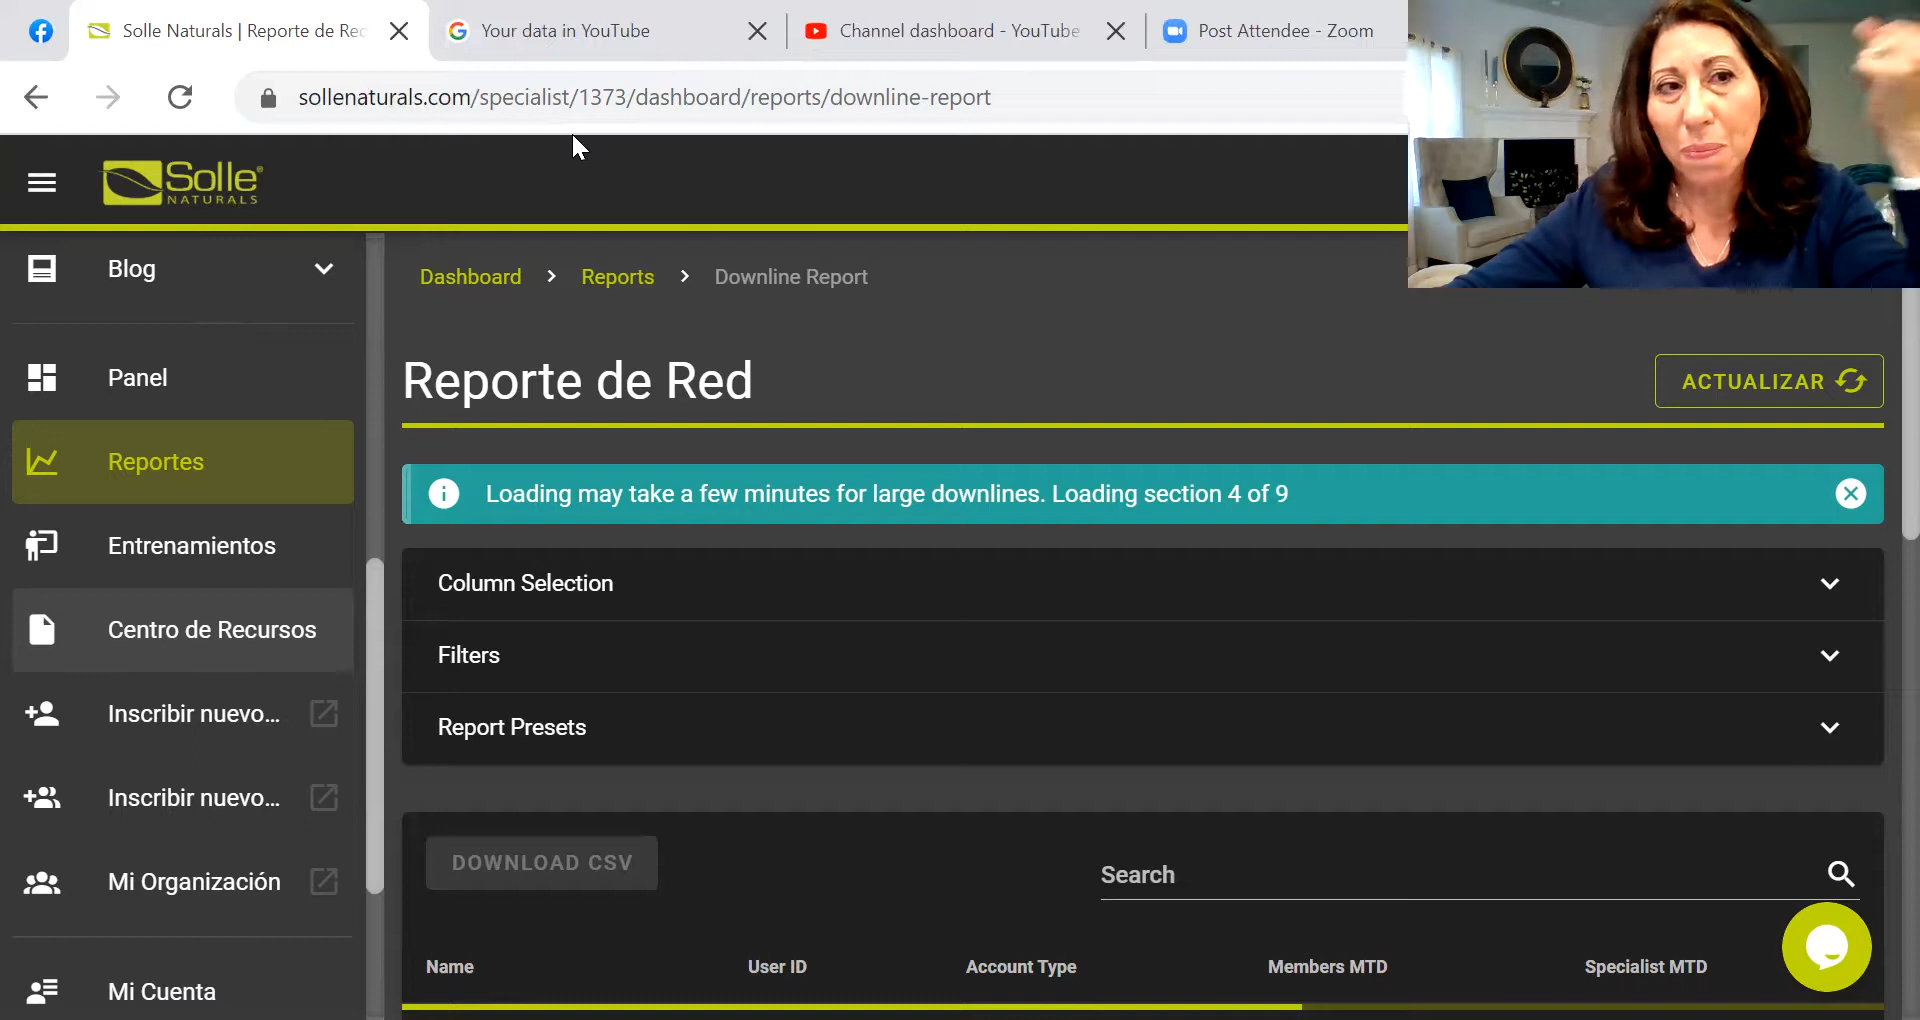 Solle Naturals | Reporte de Rec
Your data in YouTube
Channel dashboard - YouTube
Post Attendee - Zoom
sollenaturals.com/specialist/1373/dashboard/reports/downline-report
Solle®
NATURALS
Blog
Dashboard > Reports > Downline Report
Panel
Reporte de Red
ACTUALIZAR
Reportes
Loading may take a few minutes for large downlines. Loading section 4 of 9
Entrenamientos
Column Selection
Centro de Recursos
Filters
Inscribir nuevo...
Report Presets
Inscribir nuevo...
Mi Organización
DOWNLOAD CSV
Search
Name
User ID
Account Type
Members MTD
Specialist MTD
Mi Cuenta